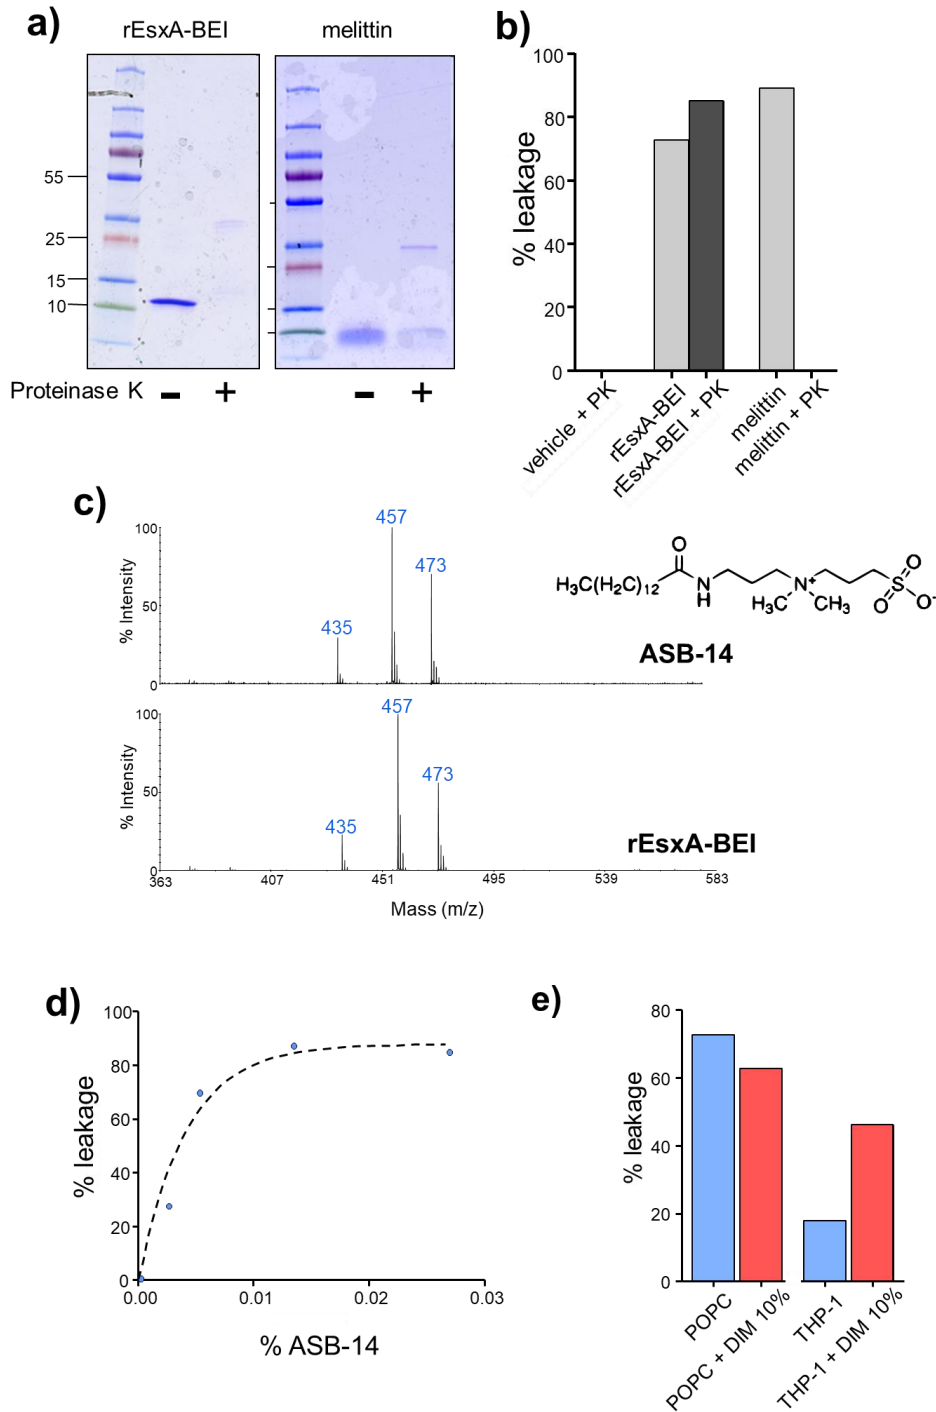 a)
rEsxA-BEI
melittin
55
25
15
10
Proteinase K - + - +
b)
% leakage
100
80
60
40
20
0
vehicle + PK
rEsxA-BEI
rEsxA-BEI + PK
melittin
melittin + PK
c)
% Intensity
100
50
0
435
457
473
O
H3C(H2C)12
N
H
N+
H3C
CH3
S
O
O
O-
ASB-14
% Intensity
100
50
0
435
457
473
rEsxA-BEI
363 407 451 495 539 583
Mass (m/z)
d)
% leakage
100
80
60
40
20
0
0.00 0.01 0.02 0.03
% ASB-14
e)
% leakage
80
60
40
20
0
POPC
POPC + DIM 10%
THP-1
THP-1 + DIM 10%